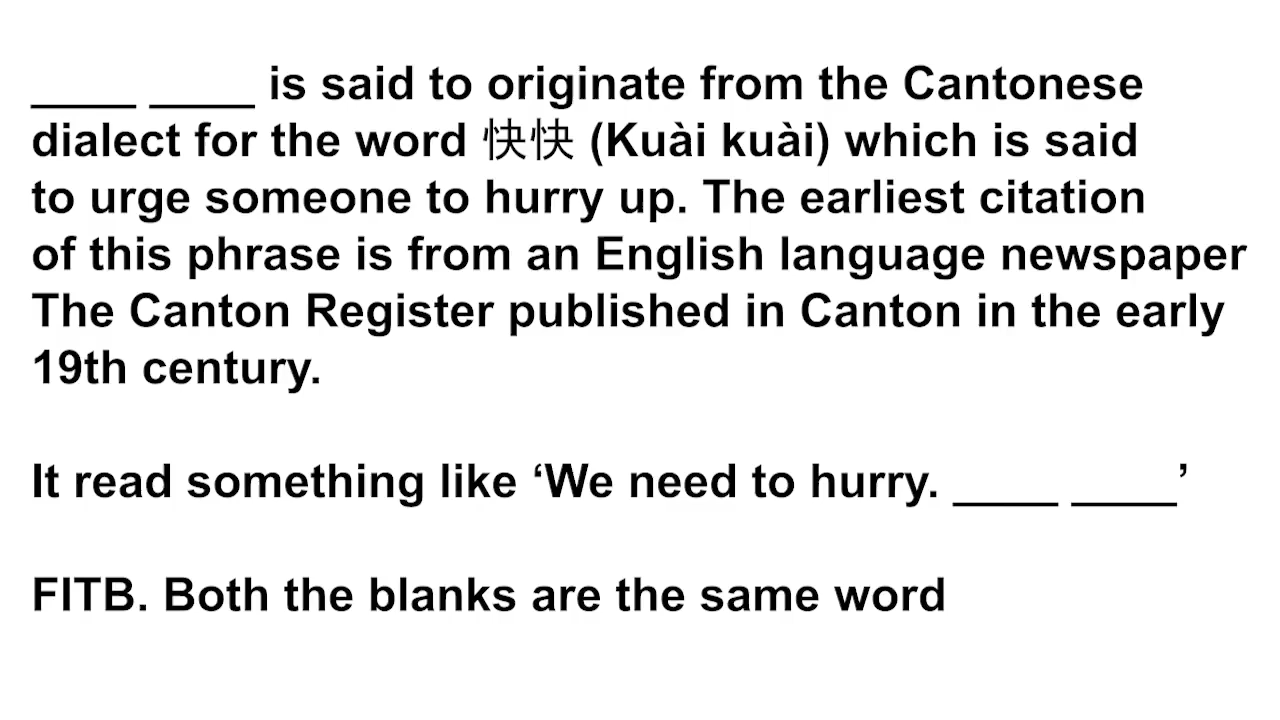 ____ ____ is said to originate from the Cantonese
dialect for the word 快快 (Kuài kuài) which is said
to urge someone to hurry up. The earliest citation
of this phrase is from an English language newspaper
The Canton Register published in Canton in the early
19th century.
It read something like ‘We need to hurry. ____ ____’
FITB. Both the blanks are the same word